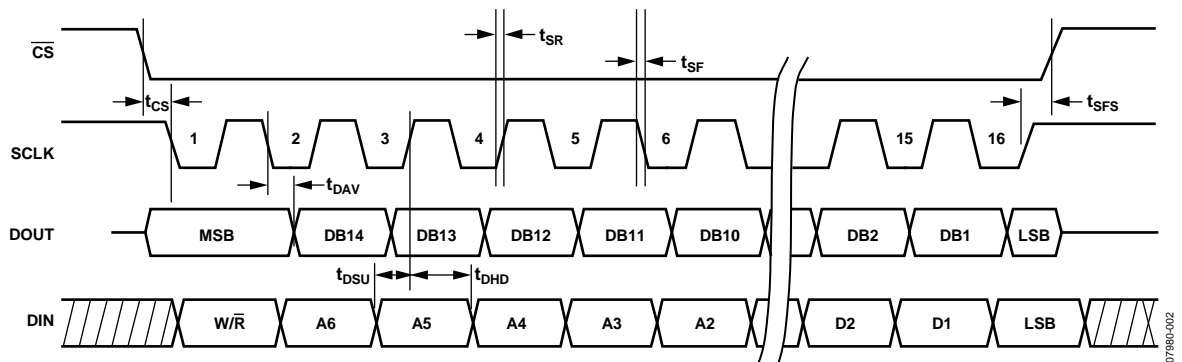 t_SR
CS
t_SF
t_CS
t_SFS
1 2 3 4 5 6 15 16
SCLK
t_DAV
DOUT MSB DB14 DB13 DB12 DB11 DB10 DB2 DB1 LSB
t_DSU t_DHD
DIN W/R A6 A5 A4 A3 A2 D2 D1 LSB
07980-002